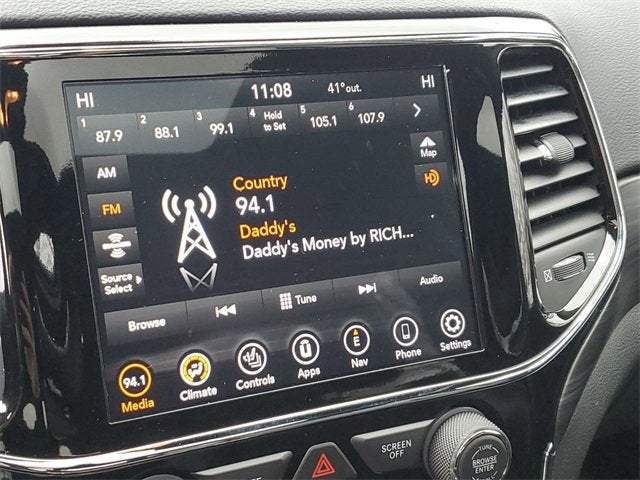 HI 11:08 41°out. HI
1 87.9 2 88.1 3 99.1 4 Hold to Set 5 105.1 6 107.9
AM
Map
Country
FM
94.1
HD
Daddy's
Daddy's Money by RICH...
Source
Select
Browse
Tune
Audio
94.1
E
Media
Climate
Controls
Apps
Nav
Phone
Settings
SCREEN
OFF
TUNE
BROWSE
ENTER